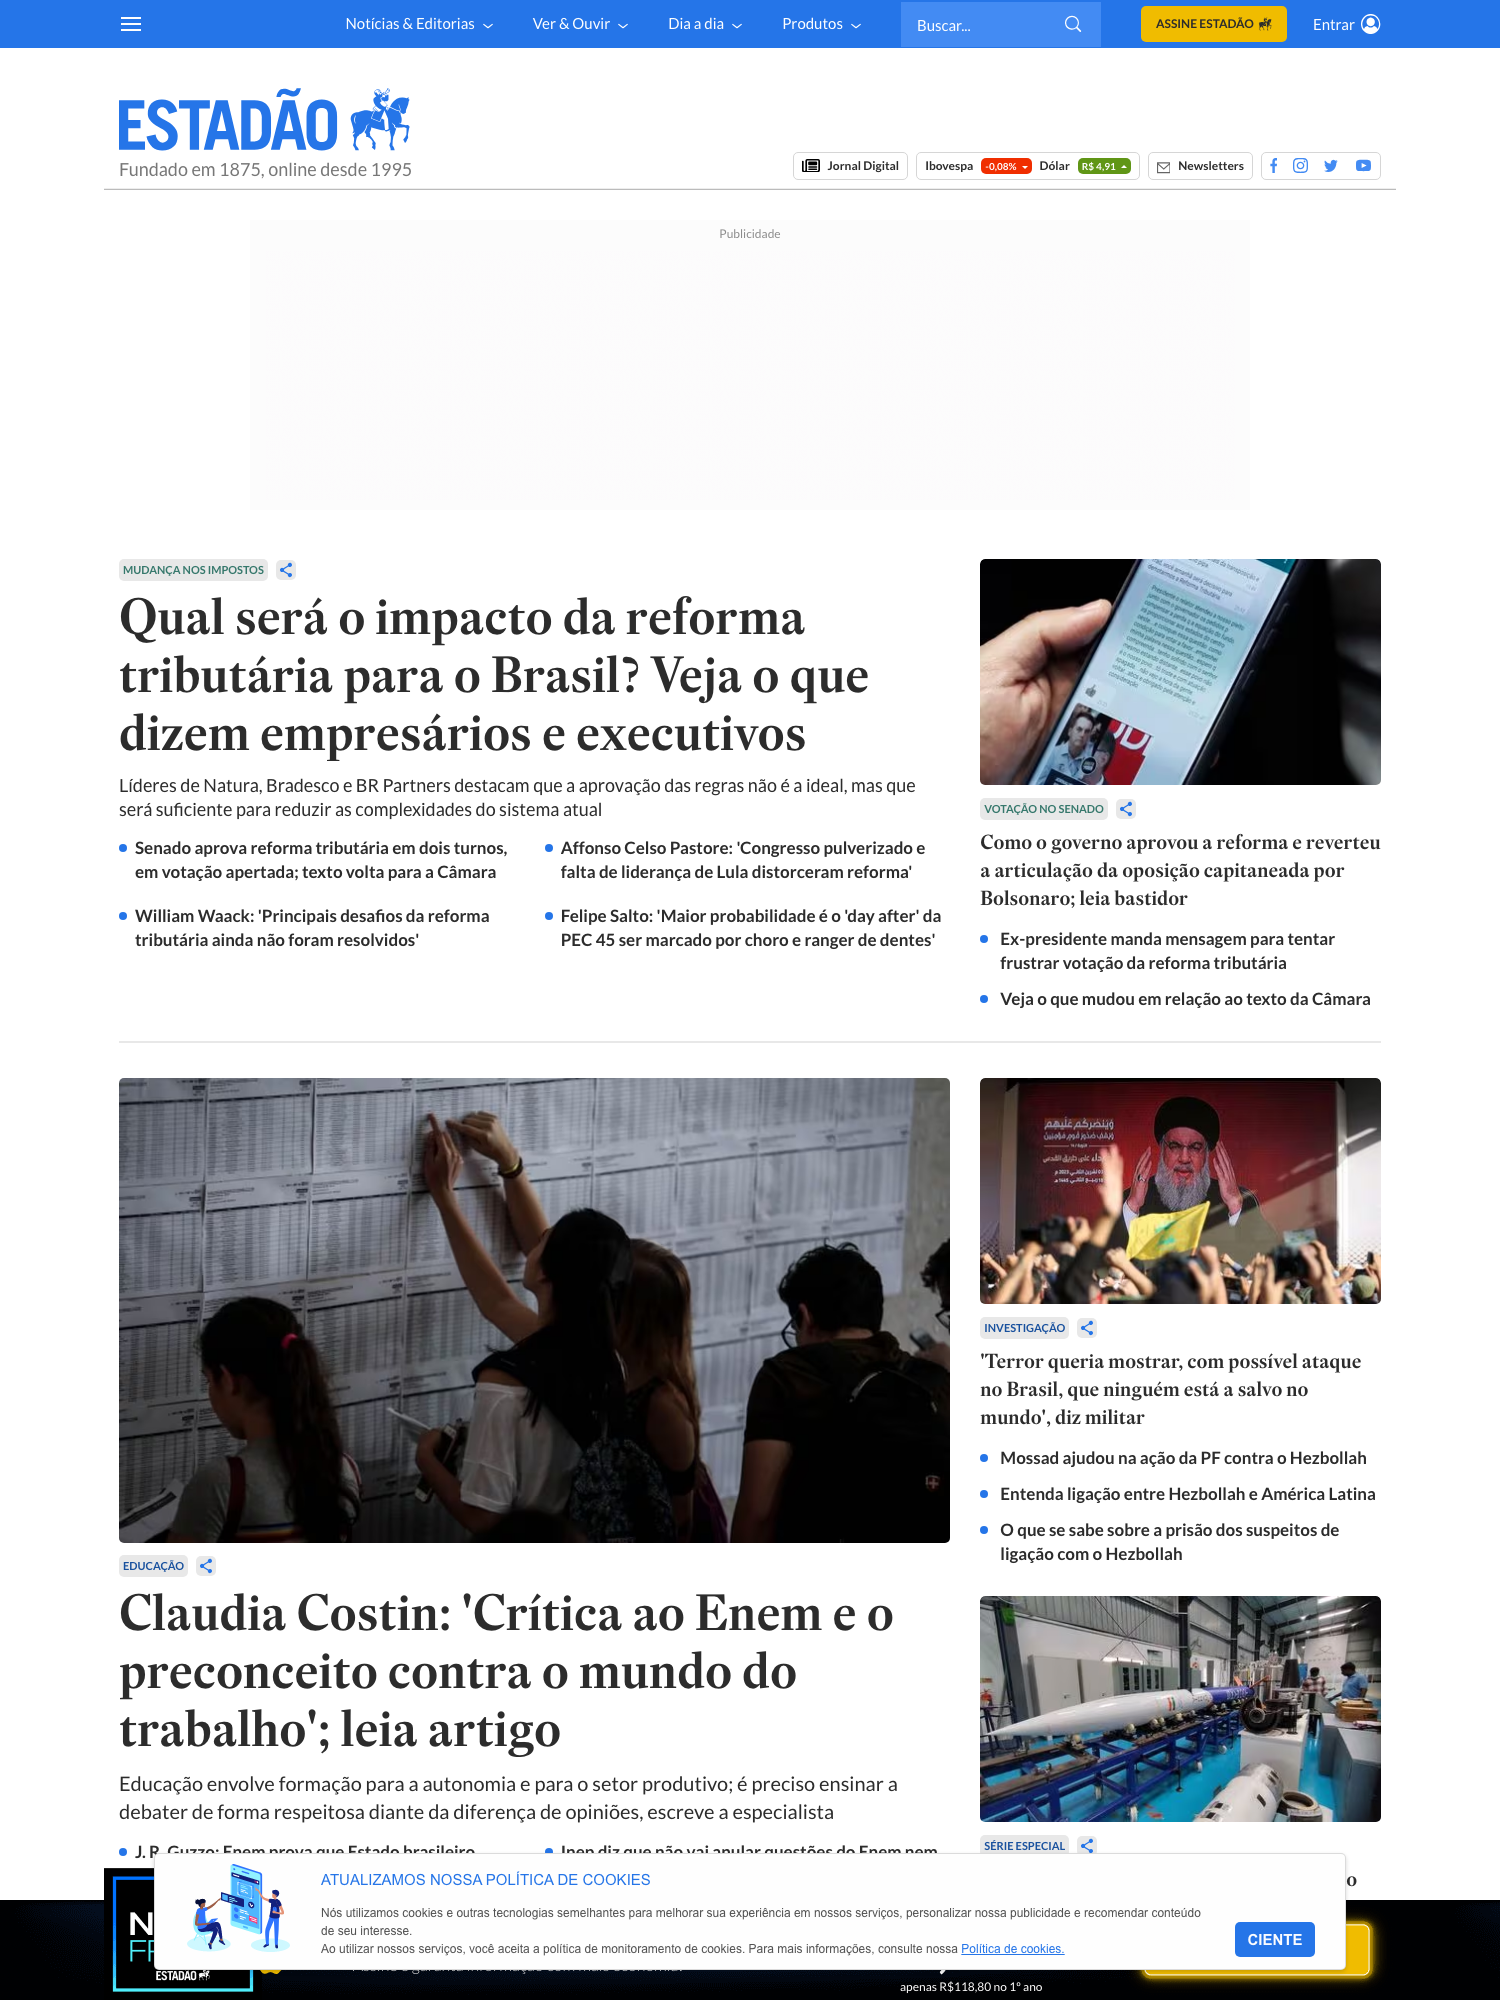 Notícias & Editorias
Ver & Ouvir
Dia a dia
Produtos
Buscar...
ASSINE ESTADÃO
Entrar
ESTADÃO
Fundado em 1875, online desde 1995
Jornal Digital
Ibovespa -0,08% Dólar R$ 4,91
Newsletters
Publicidade
MUDANÇA NOS IMPOSTOS
Qual será o impacto da reforma
tributária para o Brasil? Veja o que
dizem empresários e executivos
Líderes de Natura, Bradesco e BR Partners destacam que a aprovação das regras não é a ideal, mas que
será suficiente para reduzir as complexidades do sistema atual
Senado aprova reforma tributária em dois turnos,
em votação apertada; texto volta para a Câmara
Affonso Celso Pastore: 'Congresso pulverizado e
falta de liderança de Lula distorceram reforma'
William Waack: 'Principais desafios da reforma
tributária ainda não foram resolvidos'
Felipe Salto: 'Maior probabilidade é o 'day after' da
PEC 45 ser marcado por choro e ranger de dentes'
VOTAÇÃO NO SENADO
Como o governo aprovou a reforma e reverteu
a articulação da oposição capitaneada por
Bolsonaro; leia bastidor
Ex-presidente manda mensagem para tentar
frustrar votação da reforma tributária
Veja o que mudou em relação ao texto da Câmara
EDUCAÇÃO
Claudia Costin: 'Crítica ao Enem e o
preconceito contra o mundo do
trabalho'; leia artigo
Educação envolve formação para a autonomia e para o setor produtivo; é preciso ensinar a
debater de forma respeitosa diante da diferença de opiniões, escreve a especialista
J. R. Guzzo: Enem prova que Estado brasileiro
Inep diz que não vai anular questões do Enem nem
INVESTIGAÇÃO
'Terror queria mostrar, com possível ataque
no Brasil, que ninguém está a salvo no
mundo', diz militar
Mossad ajudou na ação da PF contra o Hezbollah
Entenda ligação entre Hezbollah e América Latina
O que se sabe sobre a prisão dos suspeitos de
ligação com o Hezbollah
SÉRIE ESPECIAL
o
ATUALIZAMOS NOSSA POLÍTICA DE COOKIES
Nós utilizamos cookies e outras tecnologias semelhantes para melhorar sua experiência em nossos serviços, personalizar nossa publicidade e recomendar conteúdo
de seu interesse.
Ao utilizar nossos serviços, você aceita a política de monitoramento de cookies. Para mais informações, consulte nossa Política de cookies.
CIENTE
ESTADÃO
apenas R$118,80 no 1º ano